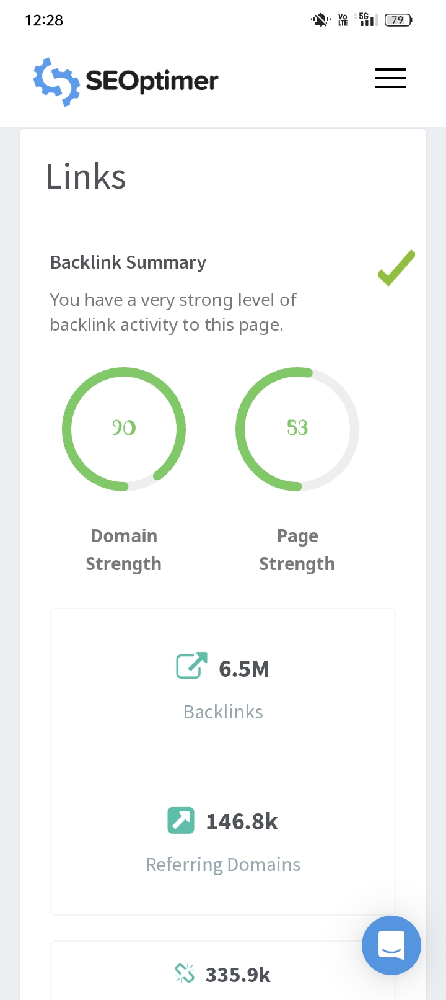 12:28
Vo
LTE
5G
79
SEOptimer
Links
Backlink Summary
You have a very strong level of
backlink activity to this page.
90
53
Domain
Strength
Page
Strength
6.5M
Backlinks
146.8k
Referring Domains
335.9k